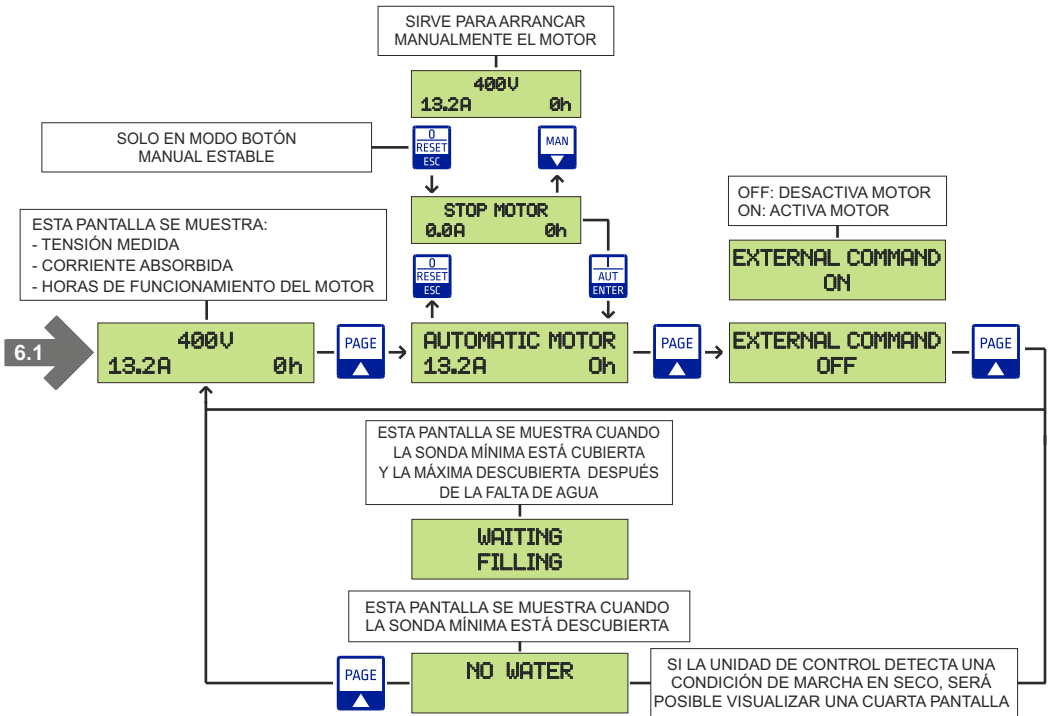 SIRVE PARA ARRANCAR
MANUALMENTE EL MOTOR
400V
13.2A 0h
SOLO EN MODO BOTÓN
MANUAL ESTABLE
0
RESET
ESC
MAN
STOP MOTOR
0.0A 0h
OFF: DESACTIVA MOTOR
ON: ACTIVA MOTOR
ESTA PANTALLA SE MUESTRA:
- TENSIÓN MEDIDA
- CORRIENTE ABSORBIDA
- HORAS DE FUNCIONAMIENTO DEL MOTOR
0
RESET
ESC
I
AUT
ENTER
EXTERNAL COMMAND
ON
6.1
400V
13.2A 0h
PAGE
AUTOMATIC MOTOR
13.2A 0h
PAGE
EXTERNAL COMMAND
OFF
PAGE
ESTA PANTALLA SE MUESTRA CUANDO
LA SONDA MÍNIMA ESTÁ CUBIERTA
Y LA MÁXIMA DESCUBIERTA DESPUÉS
DE LA FALTA DE AGUA
WAITING
FILLING
ESTA PANTALLA SE MUESTRA CUANDO
LA SONDA MÍNIMA ESTÁ DESCUBIERTA
PAGE
NO WATER
SI LA UNIDAD DE CONTROL DETECTA UNA
CONDICIÓN DE MARCHA EN SECO, SERÁ
POSIBLE VISUALIZAR UNA CUARTA PANTALLA